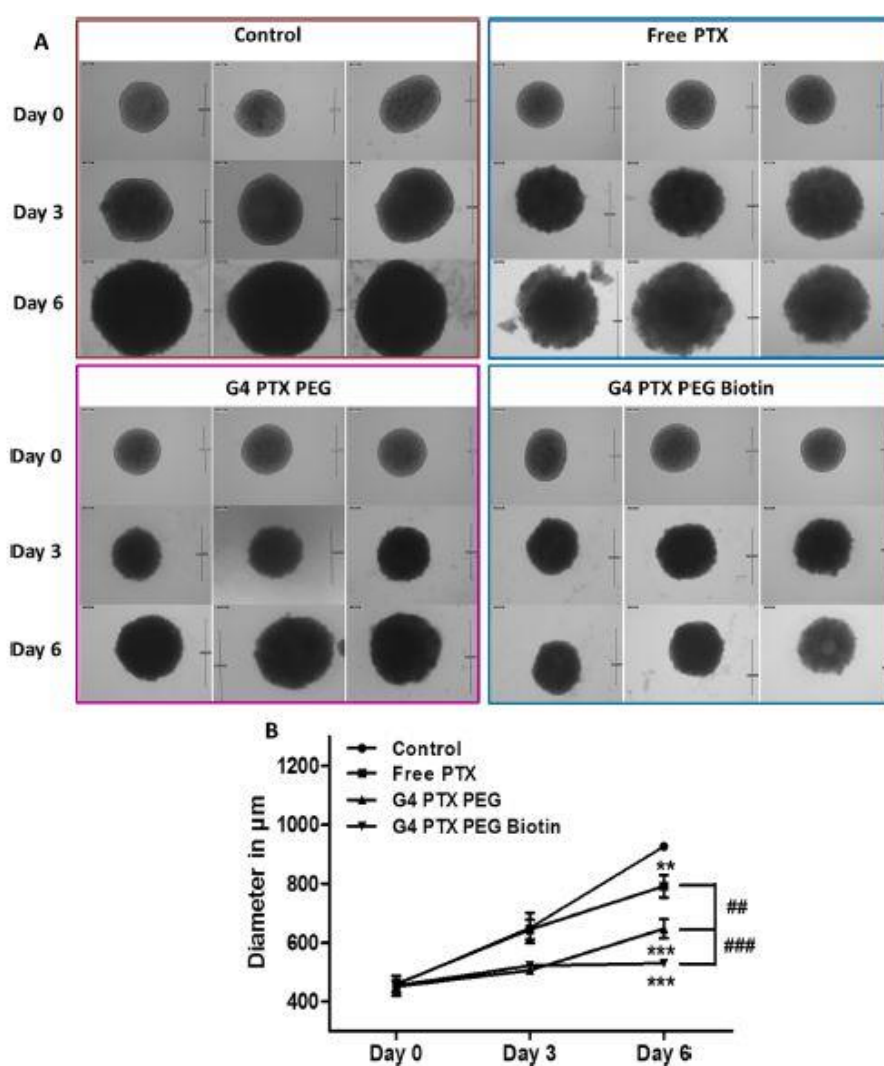 A
Control
Free PTX
Day 0
Day 3
Day 6
G4 PTX PEG
G4 PTX PEG Biotin
Day 0
Day 3
Day 6
B
Control
Free PTX
G4 PTX PEG
G4 PTX PEG Biotin
Diameter in µm
1200
1000
800
600
400
**
##
###
***
***
Day 0
Day 3
Day 6